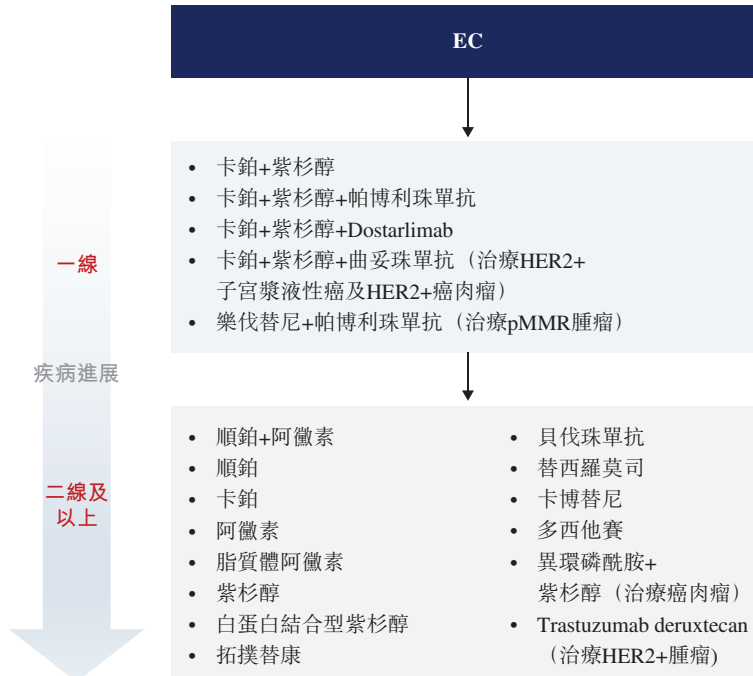 EC
一線
• 卡鉑+紫杉醇
• 卡鉑+紫杉醇+帕博利珠單抗
• 卡鉑+紫杉醇+Dostarlimab
• 卡鉑+紫杉醇+曲妥珠單抗（治療HER2+
子宮漿液性癌及HER2+癌肉瘤）
• 樂伐替尼+帕博利珠單抗（治療pMMR腫瘤）
疾病進展
二線及
以上
• 順鉑+阿黴素
• 順鉑
• 卡鉑
• 阿黴素
• 脂質體阿黴素
• 紫杉醇
• 白蛋白結合型紫杉醇
• 拓撲替康
• 貝伐珠單抗
• 替西羅莫司
• 卡博替尼
• 多西他賽
• 異環磷酰胺+
紫杉醇（治療癌肉瘤）
• Trastuzumab deruxtecan
（治療HER2+腫瘤)